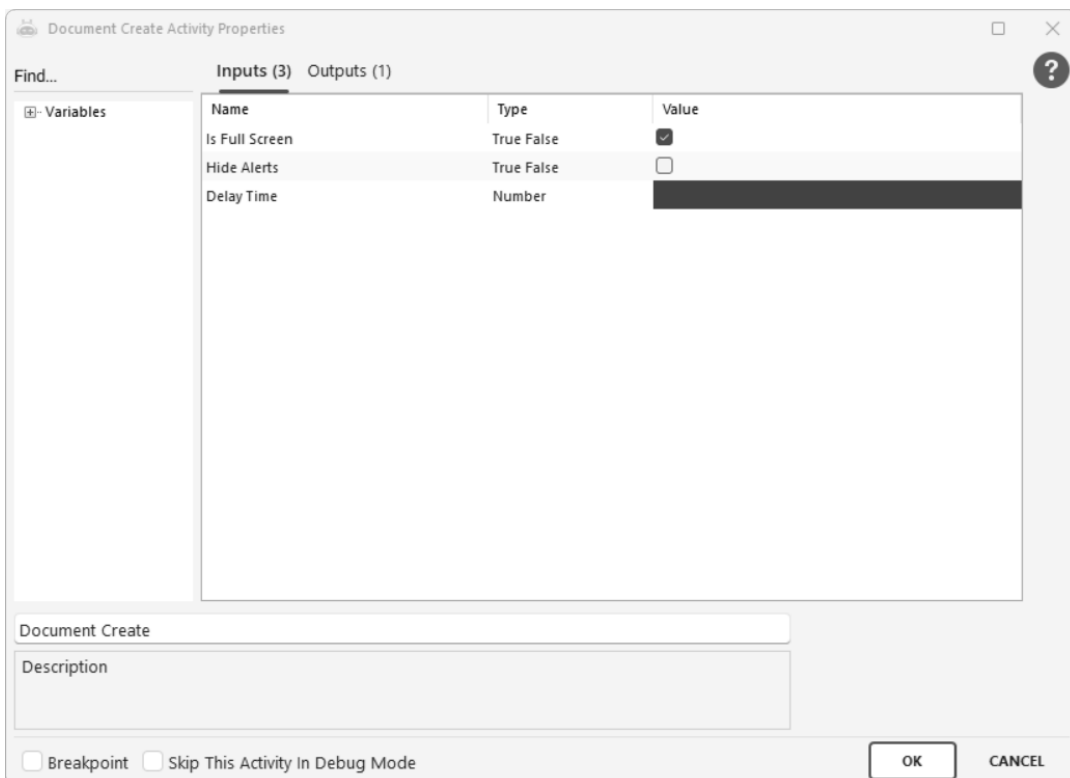 Document Create Activity Properties
Find...
Inputs (3) Outputs (1)
?
Variables
Name Type Value
Is Full Screen True False
Hide Alerts True False
Delay Time Number
Document Create
Description
Breakpoint Skip This Activity In Debug Mode OK CANCEL